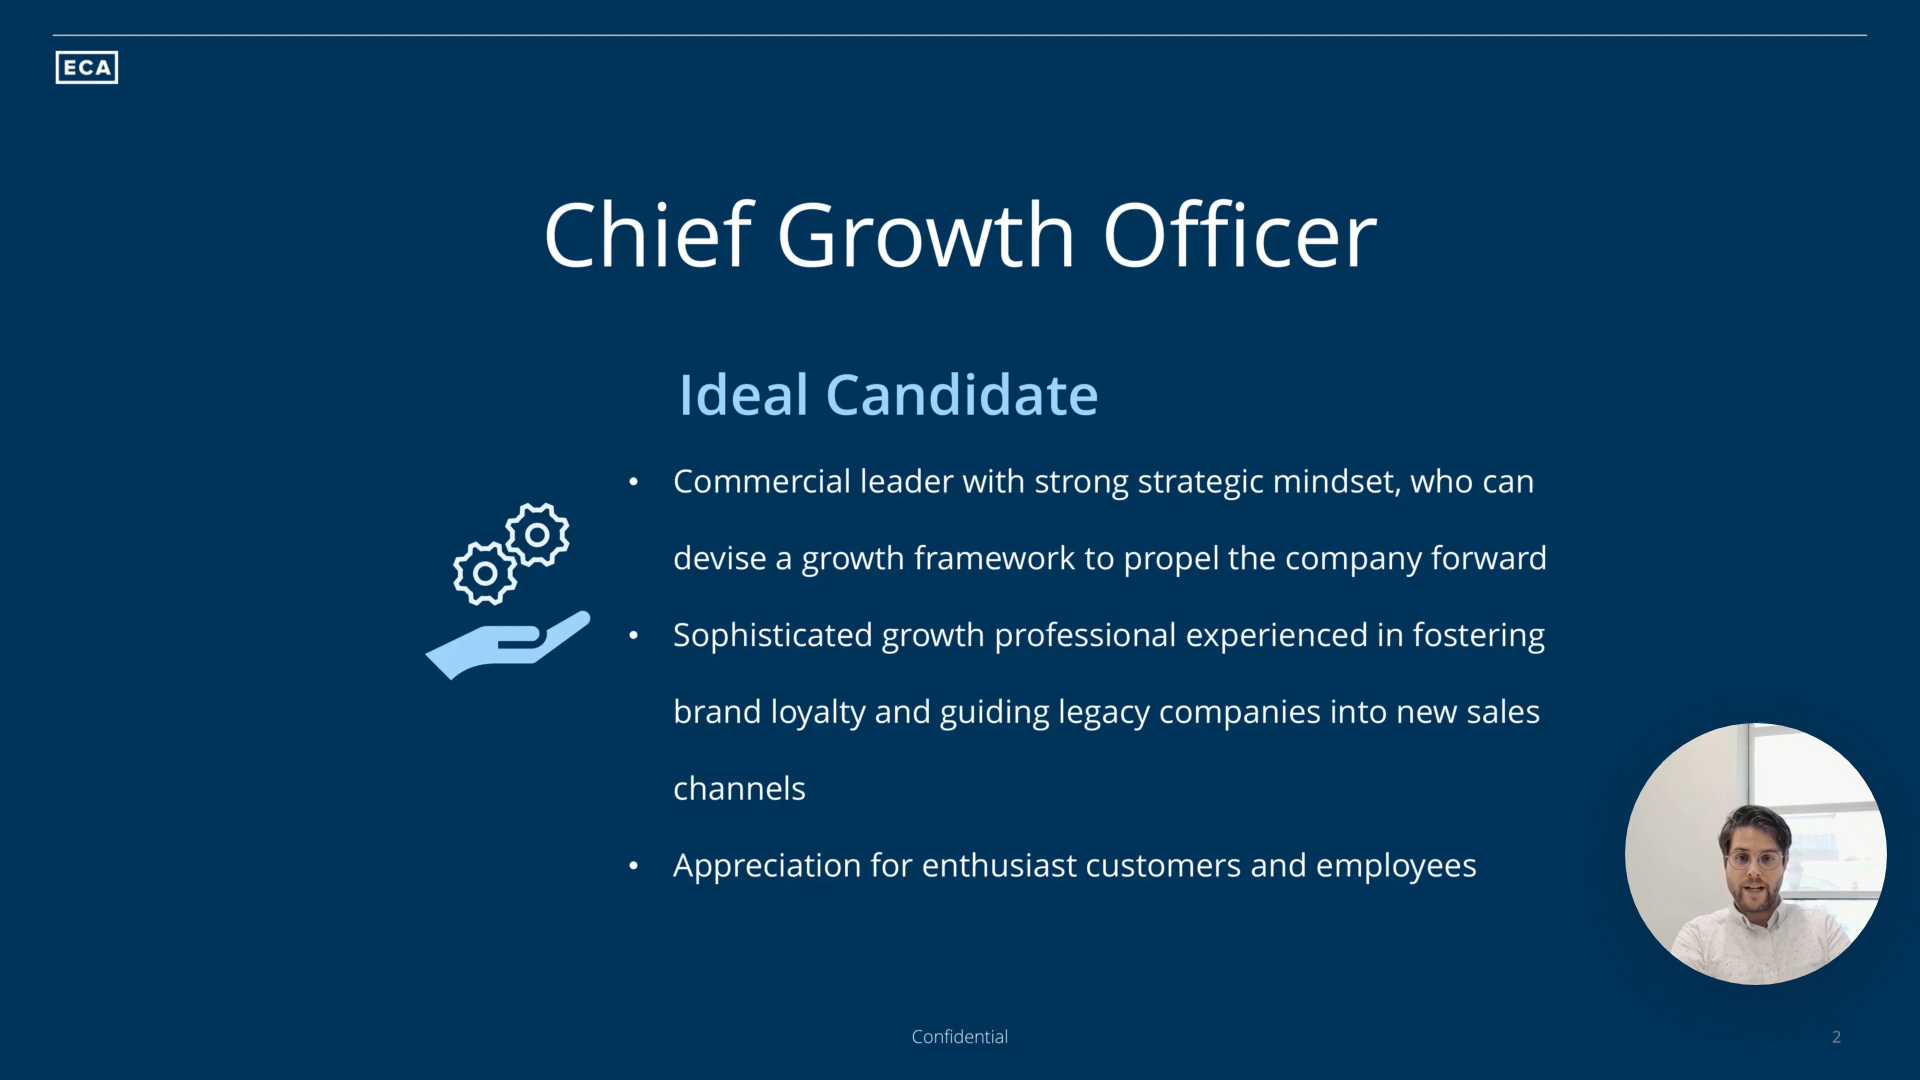 ECA
Chief Growth Officer
Ideal Candidate
• Commercial leader with strong strategic mindset, who can
devise a growth framework to propel the company forward
• Sophisticated growth professional experienced in fostering
brand loyalty and guiding legacy companies into new sales
channels
• Appreciation for enthusiast customers and employees
Confidential
2